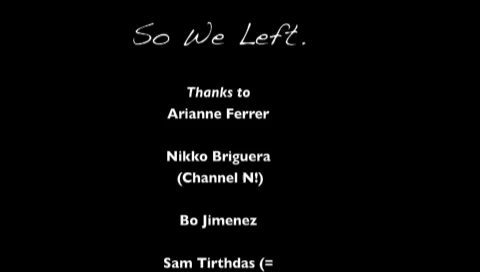 So We Left.
Thanks to
Arianne Ferrer
Nikko Briguera
(Channel N!)
Bo Jimenez
Sam Tirthdas (=